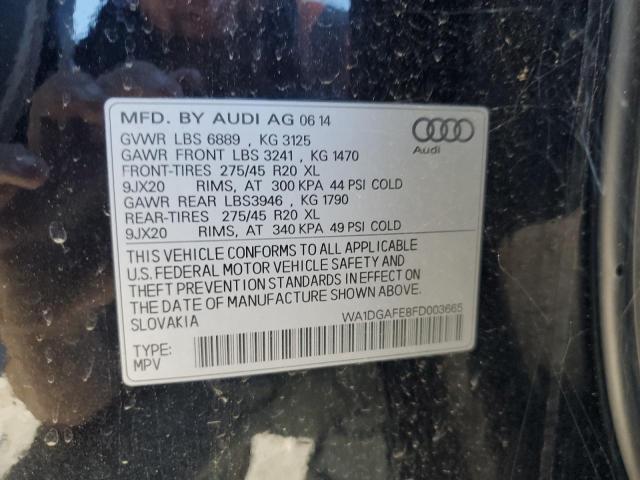 MFD. BY AUDI AG 06 14
GVWR LBS 6889 , KG 3125
GAWR FRONT LBS 3241 , KG 1470
FRONT-TIRES 275/45 R20 XL
9JX20 RIMS, AT 300 KPA 44 PSI COLD
GAWR REAR LBS3946 , KG 1790
REAR-TIRES 275/45 R20 XL
9JX20 RIMS, AT 340 KPA 49 PSI COLD
Audi
THIS VEHICLE CONFORMS TO ALL APPLICABLE
U.S. FEDERAL MOTOR VEHICLE SAFETY AND
THEFT PREVENTION STANDARDS IN EFFECT ON
THE DATE OF MANUFACTURE SHOWN ABOVE.
SLOVAKIA
WA1DGAFE8FD003665
TYPE:
MPV